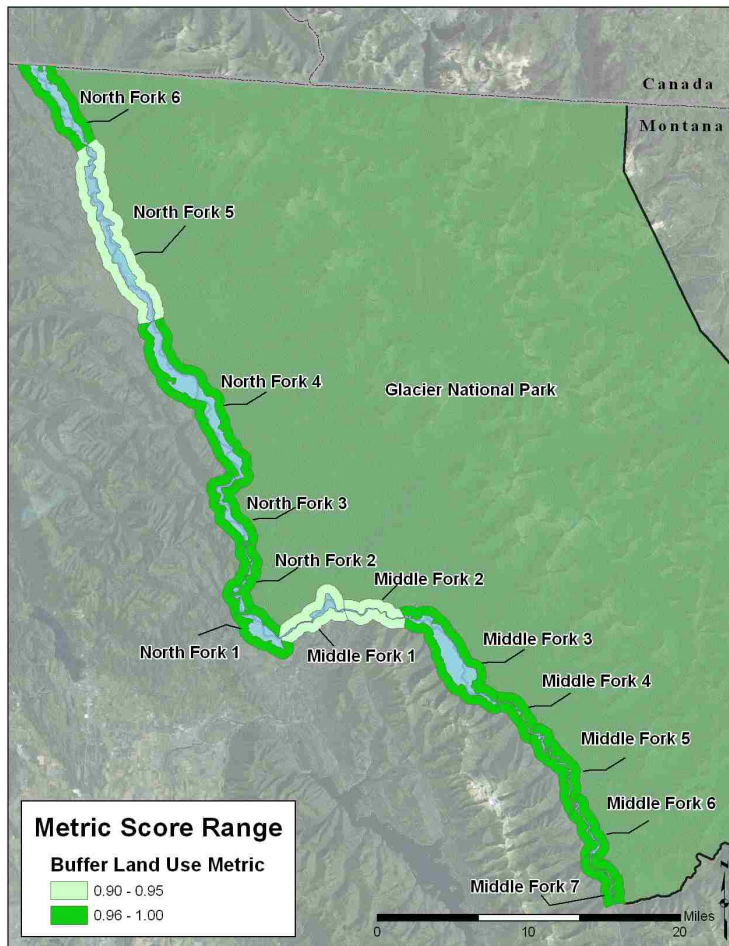 Canada
Montana
North Fork 6
North Fork 5
North Fork 4
Glacier National Park
North Fork 3
North Fork 2
Middle Fork 2
North Fork 1
Middle Fork 1
Middle Fork 3
Middle Fork 4
Middle Fork 5
Middle Fork 6
Middle Fork 7
Metric Score Range
Buffer Land Use Metric
0.90 - 0.95
0.96 - 1.00
Miles
0 10 20